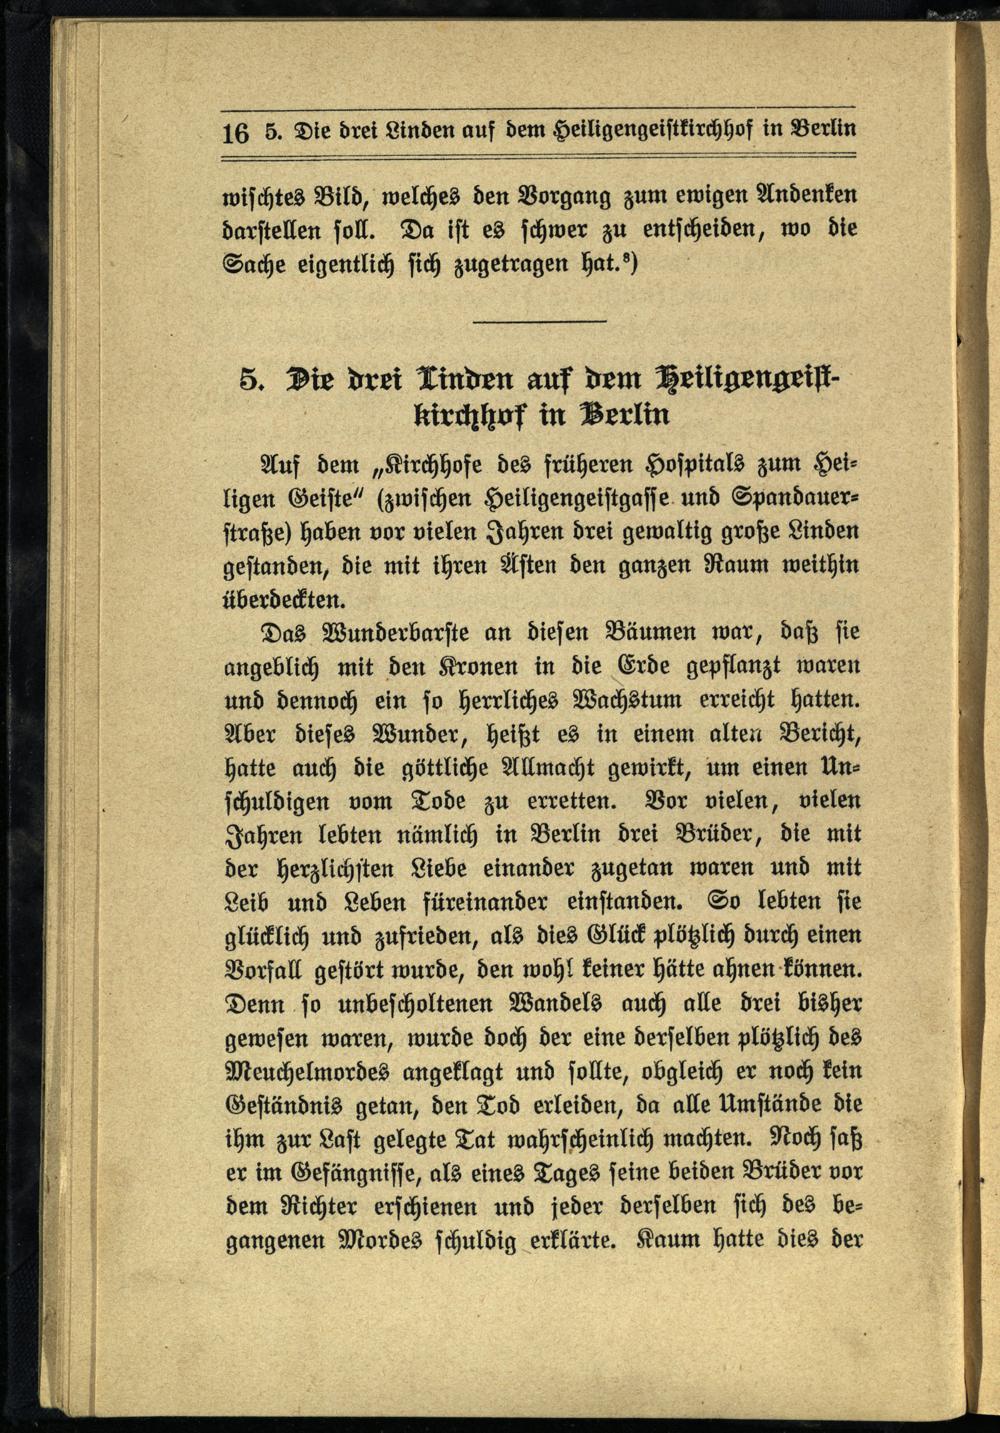 16 5. Die drei Linden auf dem Heiligengeistkirchhof in Berlin
wischtes Bild, welches den Vorgang zum ewigen Andenken
darstellen soll. Da ist es schwer zu entscheiden, wo die
Sache eigentlich sich zugetragen hat.⁸)
5. Die drei Linden auf dem Heiligengeist-
kirchhof in Berlin
Auf dem „Kirchhofe des früheren Hospitals zum Hei-
ligen Geiste“ (zwischen Heiligengeistgasse und Spandauer-
straße) haben vor vielen Jahren drei gewaltig große Linden
gestanden, die mit ihren Ästen den ganzen Raum weithin
überdeckten.
Das Wunderbarste an diesen Bäumen war, daß sie
angeblich mit den Kronen in die Erde gepflanzt waren
und dennoch ein so herrliches Wachstum erreicht hatten.
Aber dieses Wunder, heißt es in einem alten Bericht,
hatte auch die göttliche Allmacht gewirkt, um einen Un-
schuldigen vom Tode zu erretten. Vor vielen, vielen
Jahren lebten nämlich in Berlin drei Brüder, die mit
der herzlichsten Liebe einander zugetan waren und mit
Leib und Leben füreinander einstanden. So lebten sie
glücklich und zufrieden, als dies Glück plötzlich durch einen
Vorfall gestört wurde, den wohl keiner hätte ahnen können.
Denn so unbescholtenen Wandels auch alle drei bisher
gewesen waren, wurde doch der eine derselben plötzlich des
Meuchelmordes angeklagt und sollte, obgleich er noch kein
Geständnis getan, den Tod erleiden, da alle Umstände die
ihm zur Last gelegte Tat wahrscheinlich machten. Noch saß
er im Gefängnisse, als eines Tages seine beiden Brüder vor
dem Richter erschienen und jeder derselben sich des be-
gangenen Mordes schuldig erklärte. Kaum hatte dies der